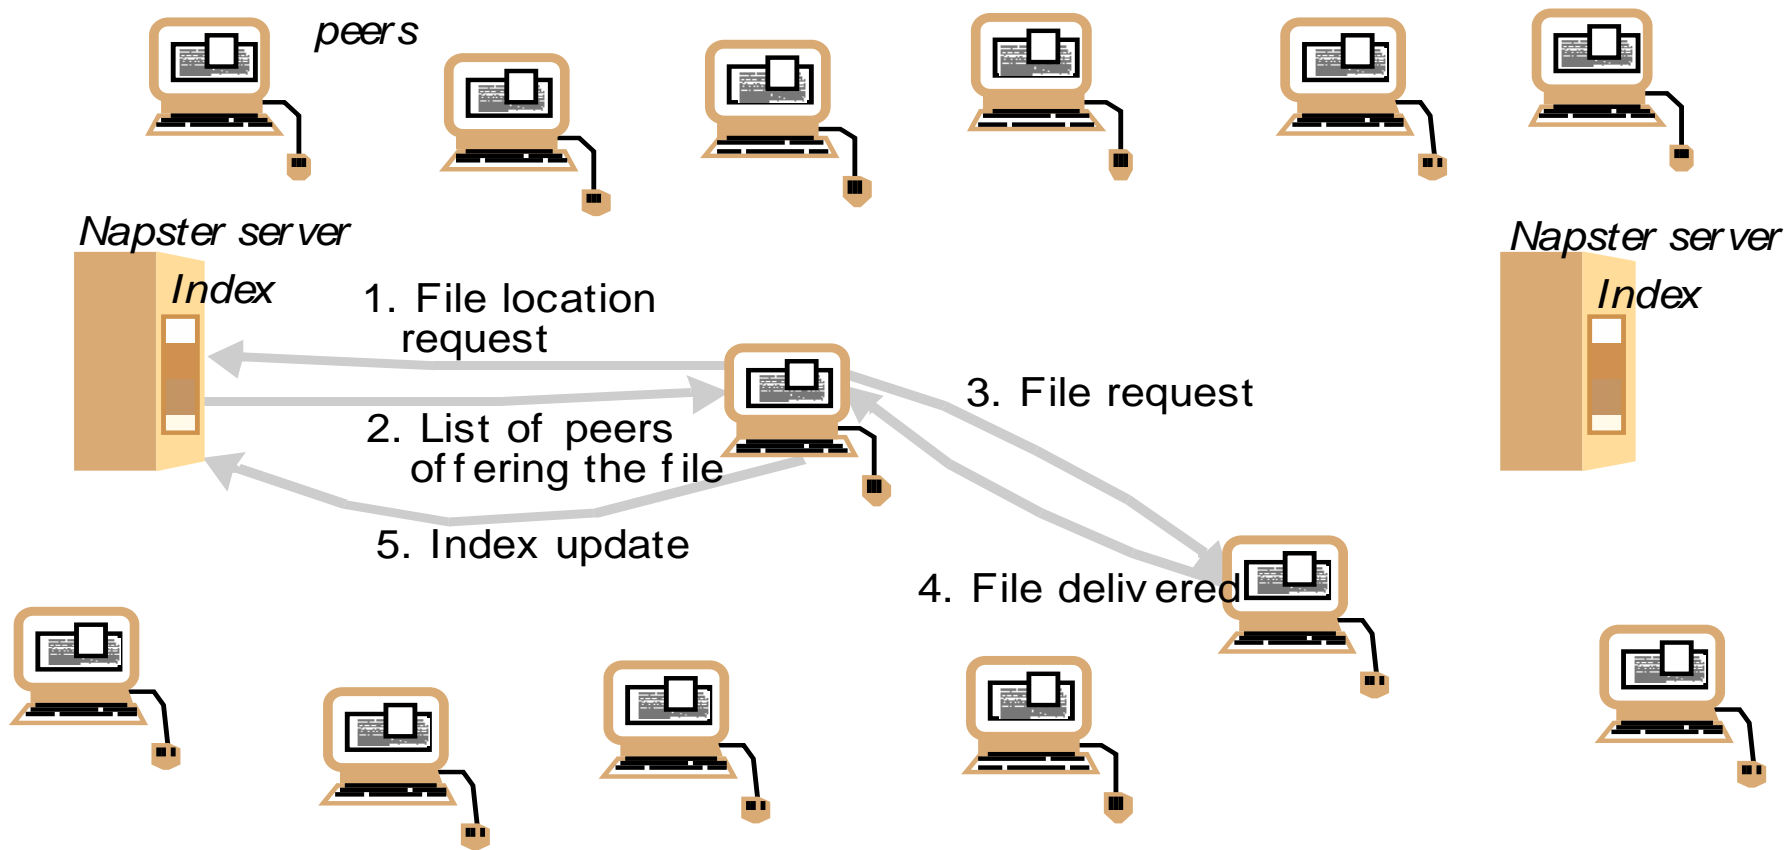 peers
Napster server
Index
Napster server
Index
1. File location
request
2. List of peers
offering the file
3. File request
4. File delivered
5. Index update